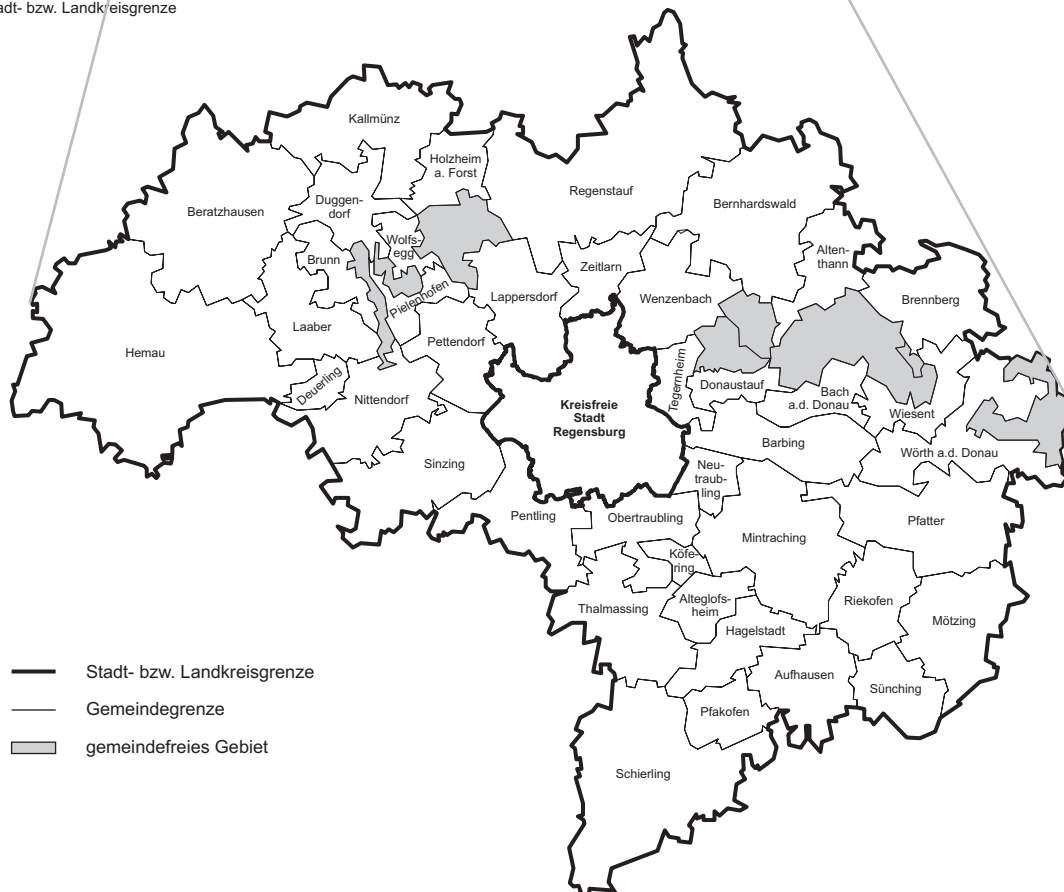 adt- bzw. Landkreisgrenze
Kallmünz
Holzheim
a. Forst
Regenstauf
Beratzhausen
Duggen-
dorf
Bernhardswald
Wolfs-
egg
Brunn
Alten-
thann
Zeitlarn
Pielenhofen
Lappersdorf
Wenzenbach
Brennberg
Laaber
Pettendorf
Hemau
Tegernheim
Deuerling
Nittendorf
Donaustauf
Bach
a.d. Donau
Wiesent
Kreisfreie
Stadt
Regensburg
Barbing
Wörth a.d. Donau
Sinzing
Neu-
traub-
ling
Pentling
Obertraubling
Pfatter
Mintraching
Köfe-
ring
Thalmassing
Alteglofs-
heim
Riekofen
Mötzing
Hagelstadt
Aufhausen
Sünching
Pfakofen
Schierling
Stadt- bzw. Landkreisgrenze
Gemeindegrenze
gemeindefreies Gebiet